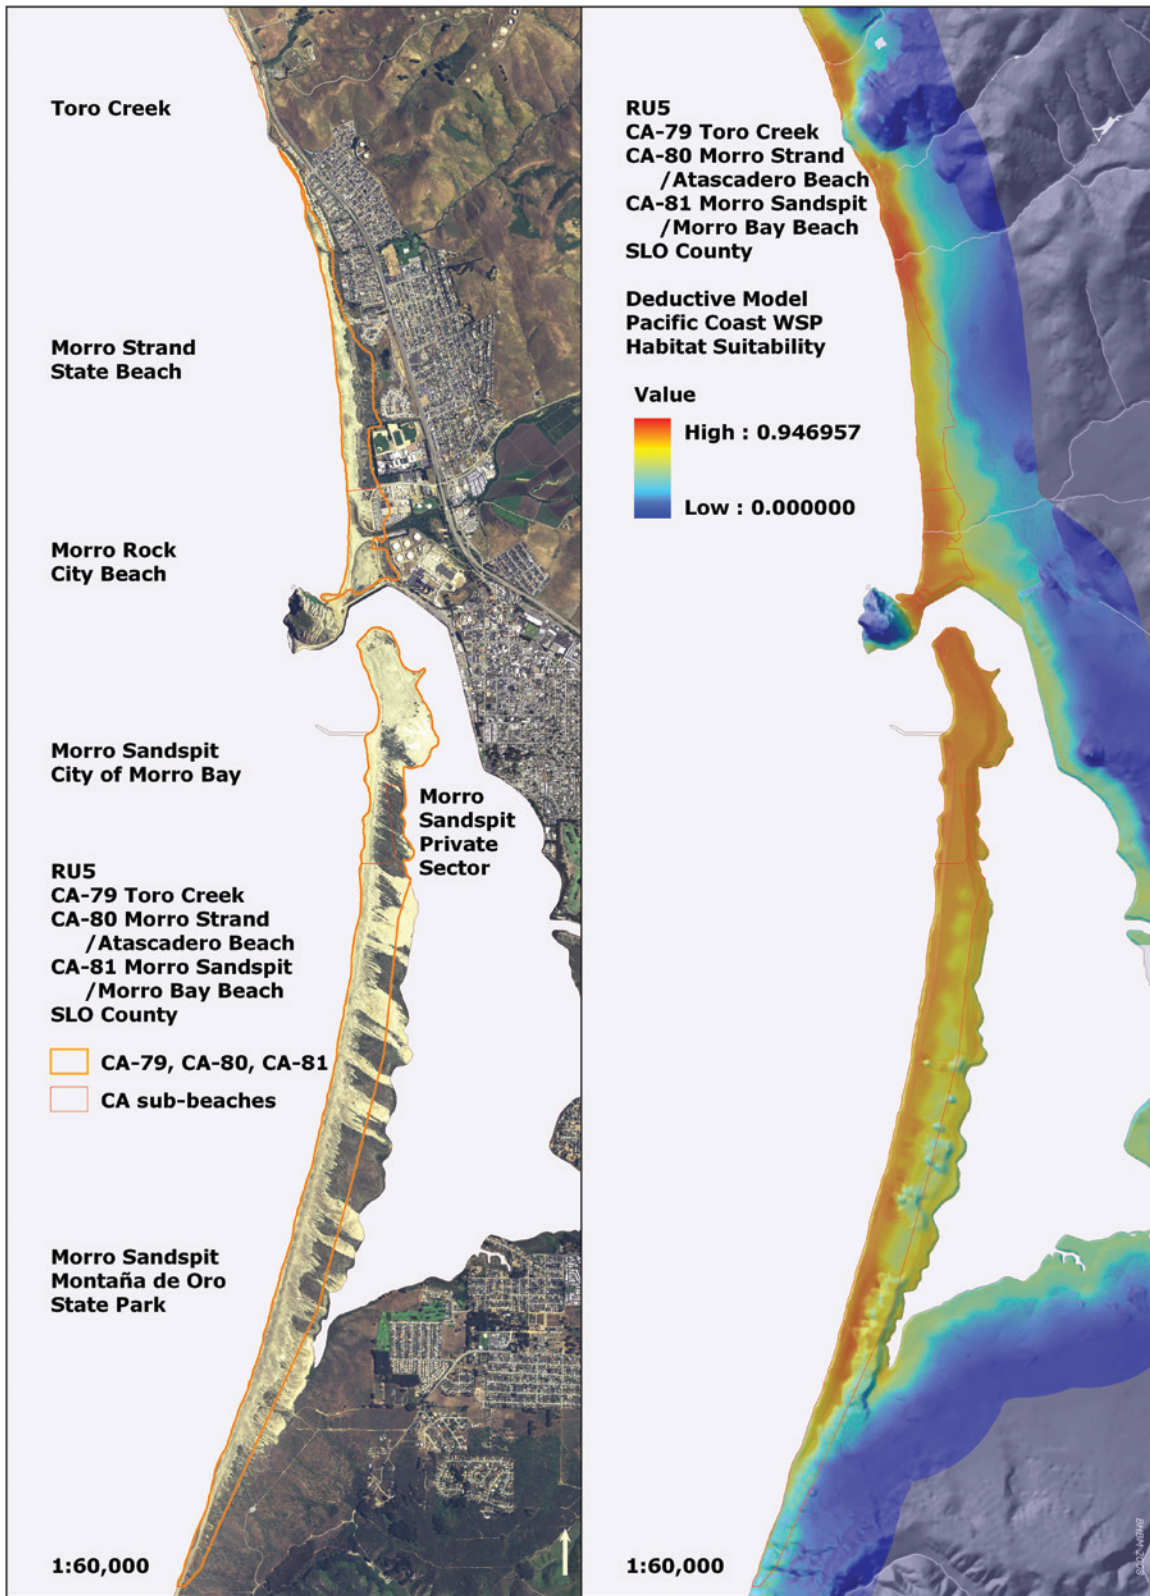 Toro Creek
Morro Strand
State Beach
Morro Rock
City Beach
Morro Sandspit
City of Morro Bay
Morro
Sandspit
Private
Sector
RU5
CA-79 Toro Creek
CA-80 Morro Strand
/Atascadero Beach
CA-81 Morro Sandspit
/Morro Bay Beach
SLO County
CA-79, CA-80, CA-81
CA sub-beaches
Morro Sandspit
Montaña de Oro
State Park
1:60,000
RU5
CA-79 Toro Creek
CA-80 Morro Strand
/Atascadero Beach
CA-81 Morro Sandspit
/Morro Bay Beach
SLO County
Deductive Model
Pacific Coast WSP
Habitat Suitability
Value
High : 0.946957
Low : 0.000000
1:60,000